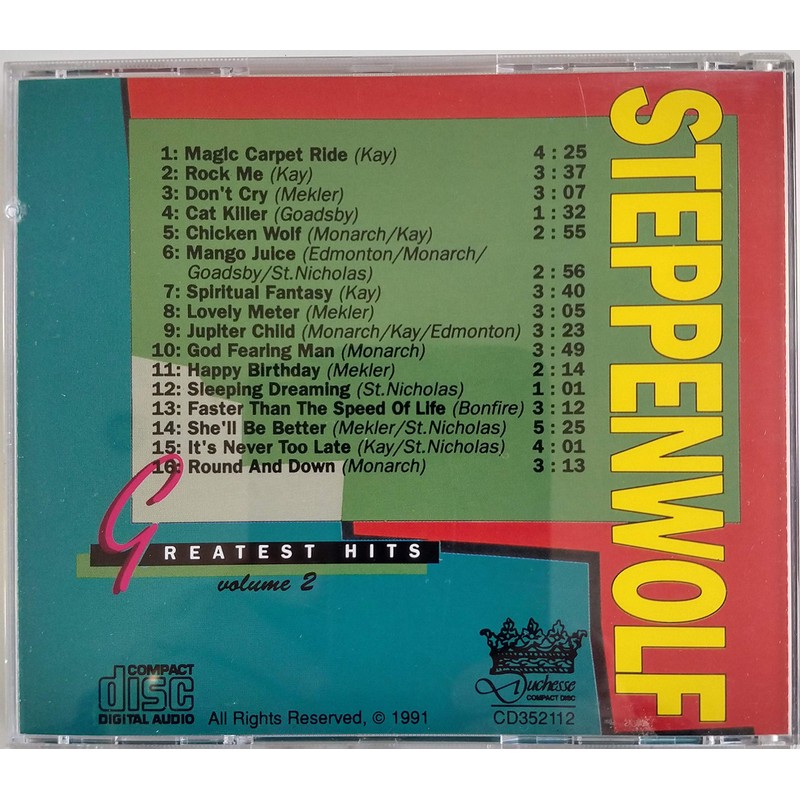 1: Magic Carpet Ride (Kay) 4 : 25
2: Rock Me (Kay) 3 : 37
3: Don't Cry (Mekler) 3 : 07
4: Cat Killer (Goadsby) 1 : 32
5: Chicken Wolf (Monarch/Kay) 2 : 55
6: Mango Juice (Edmonton/Monarch/
Goadsby/St.Nicholas) 2 : 56
7: Spiritual Fantasy (Kay) 3 : 40
8: Lovely Meter (Mekler) 3 : 05
9: Jupiter Child (Monarch/Kay/Edmonton) 3 : 23
10: God Fearing Man (Monarch) 3 : 49
11: Happy Birthday (Mekler) 2 : 14
12: Sleeping Dreaming (St.Nicholas) 1 : 01
13: Faster Than The Speed Of Life (Bonfire) 3 : 12
14: She'll Be Better (Mekler/St.Nicholas) 5 : 25
15: It's Never Too Late (Kay/St.Nicholas) 4 : 01
16: Round And Down (Monarch) 3 : 13
STEPPENWOLF
GREATEST HITS
volume 2
COMPACT
disc
DIGITAL AUDIO
All Rights Reserved, © 1991
Duchesse
COMPACT DISC
CD352112